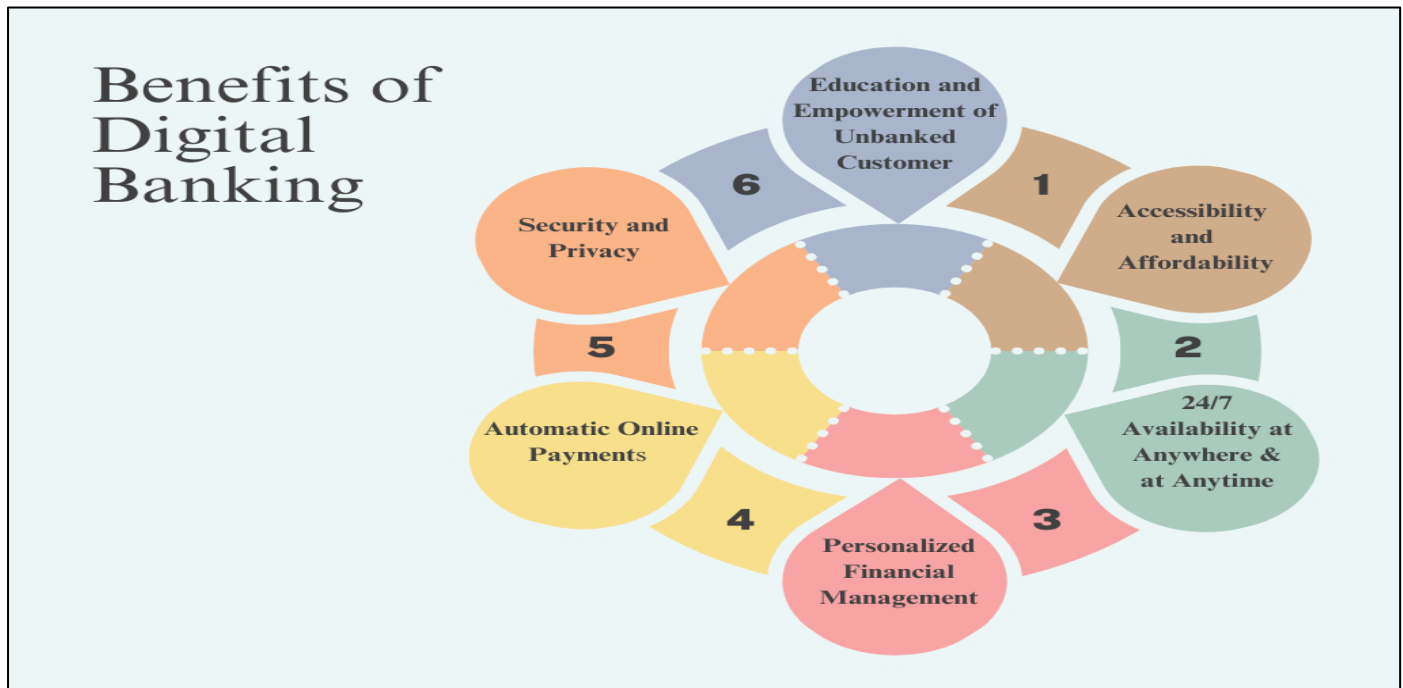 Benefits of
Digital
Banking
1
Accessibility
and
Affordability
2
24/7
Availability at
Anywhere &
at Anytime
3
Personalized
Financial
Management
4
Automatic Online
Payments
5
Security and
Privacy
6
Education and
Empowerment of
Unbanked
Customer